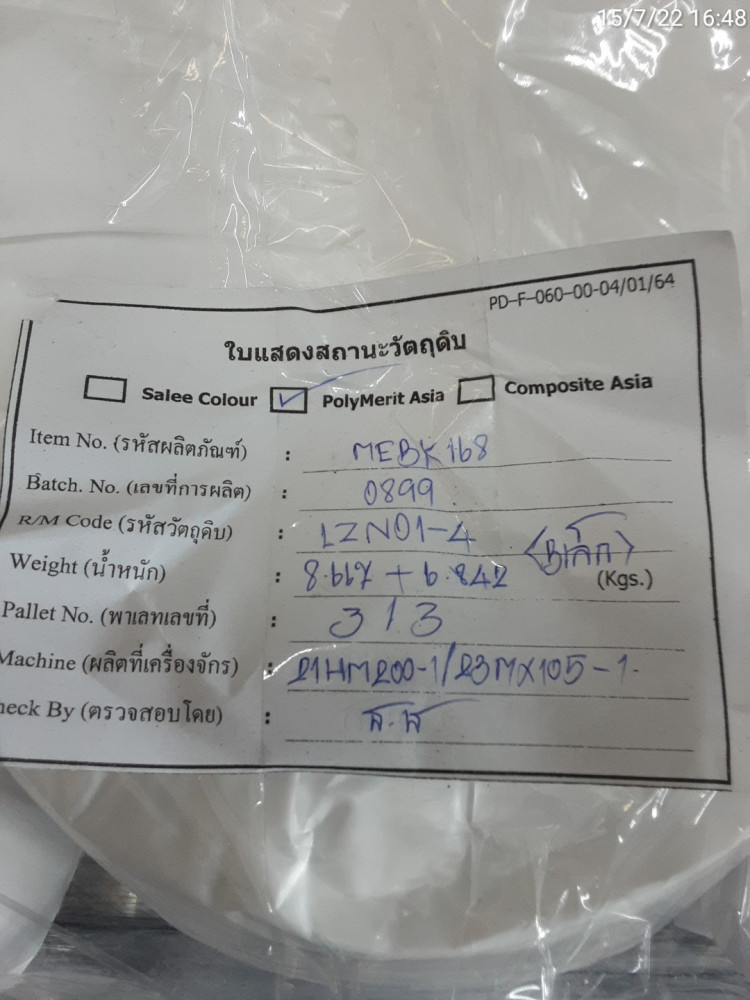 15/7/22 16:48
PD-F-060-00-04/01/64
ใบแสดงสถานะวัตถุดิบ
Salee Colour PolyMerit Asia Composite Asia
Item No. (รหัสผลิตภัณฑ์) : MEBK168
Batch. No. (เลขที่การผลิต) : 0899
R/M Code (รหัสวัตถุดิบ) : LZN01-4
Weight (น้ำหนัก) : 8.667 + 6.842 (Kgs.)
Pallet No. (พาเลทเลขที่) : 313
Machine (ผลิตที่เครื่องจักร) : 21HM200-1/23MX105-1
heck By (ตรวจสอบโดย) :